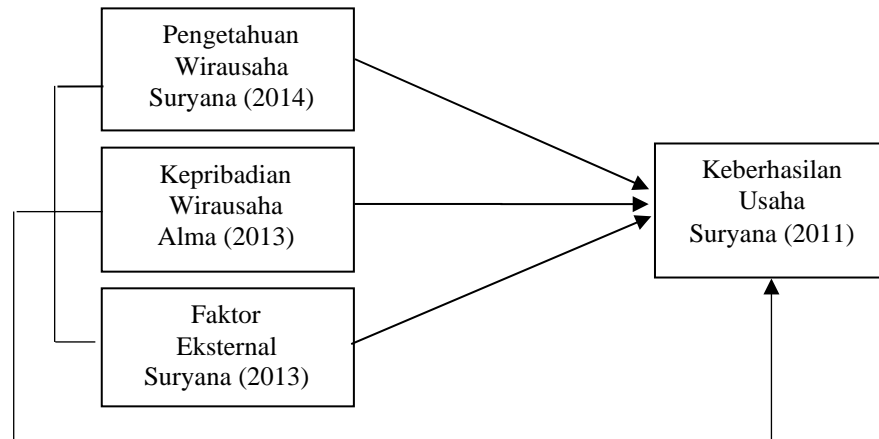 Pengetahuan
Wirausaha
Suryana (2014)
Kepribadian
Wirausaha
Alma (2013)
Faktor
Eksternal
Suryana (2013)
Keberhasilan
Usaha
Suryana (2011)